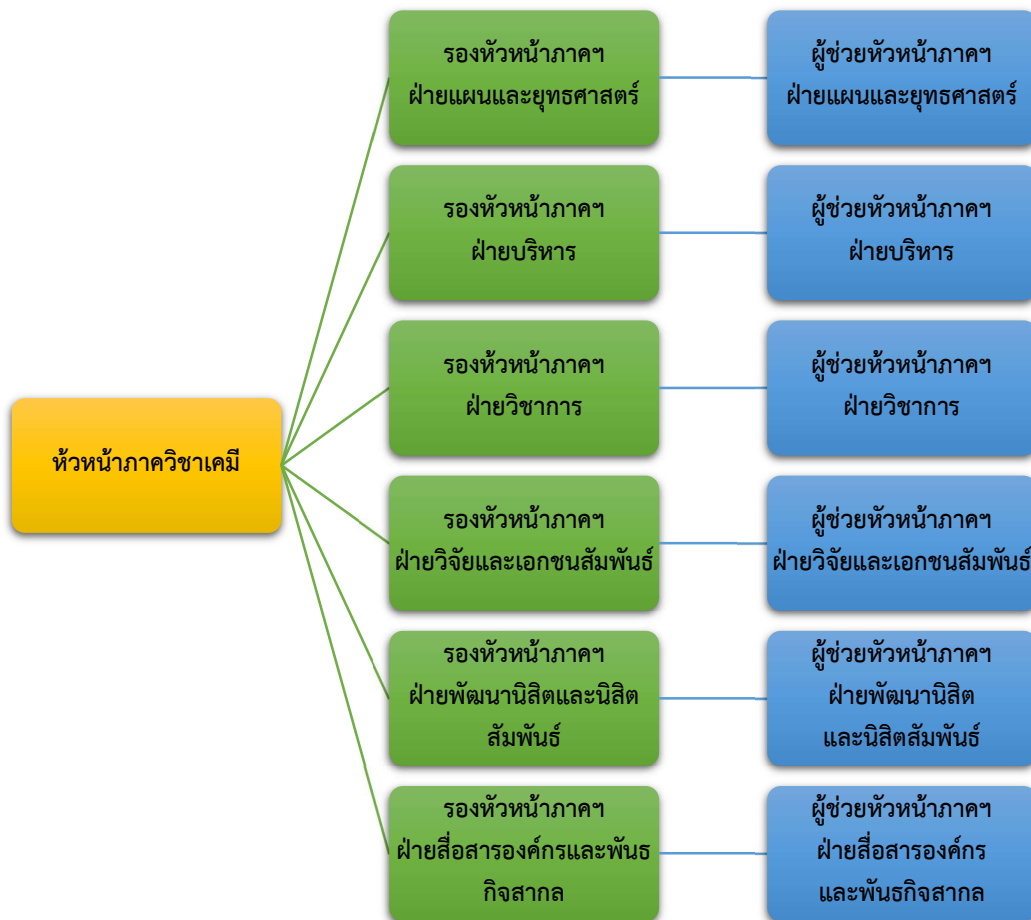 รองหัวหน้าภาคฯ
ฝ่ายแผนและยุทธศาสตร์
ผู้ช่วยหัวหน้าภาคฯ
ฝ่ายแผนและยุทธศาสตร์
รองหัวหน้าภาคฯ
ฝ่ายบริหาร
ผู้ช่วยหัวหน้าภาคฯ
ฝ่ายบริหาร
รองห้วหน้าภาคฯ
ฝ่ายวิชาการ
ผู้ช่วยห้วหน้าภาคฯ
ฝ่ายวิชาการ
ห้วหน้าภาควิชาเคมี
รองหัวหน้าภาคฯ
ฝ่ายวิจัยและเอกชนสัมพันธ์
ผู้ช่วยหัวหน้าภาคฯ
ฝ่ายวิจัยและเอกชนสัมพันธ์
รองหัวหน้าภาคฯ
ฝ่ายพัฒนานิสิตและนิสิต
สัมพันธ์
ผู้ช่วยหัวหน้าภาคฯ
ฝ่ายพัฒนานิสิต
และนิสิตสัมพันธ์
รองหัวหน้าภาคฯ
ฝ่ายสื่อสารองค์กรและพันธ
กิจสากล
ผู้ช่วยหัวหน้าภาคฯ
ฝ่ายสื่อสารองค์กร
และพันธกิจสากล